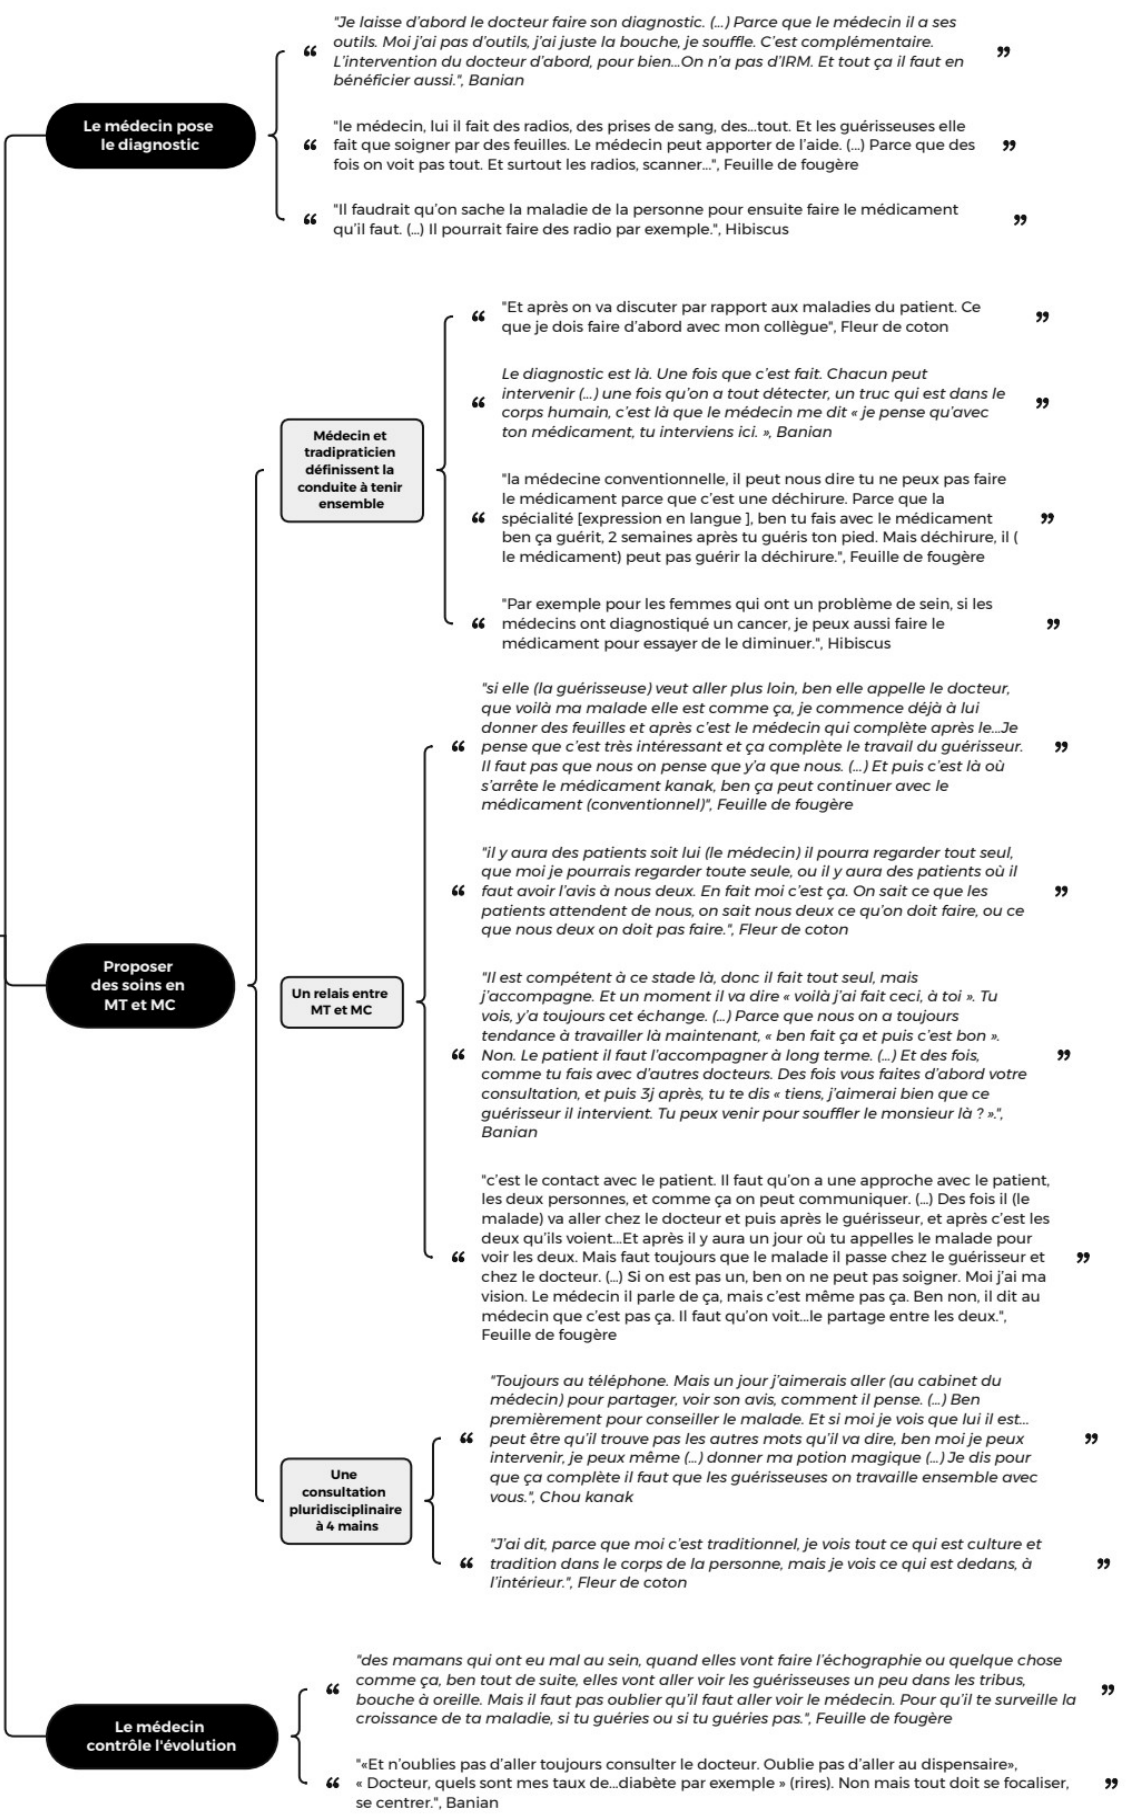 Le médecin pose
le diagnostic
"Je laisse d'abord le docteur faire son diagnostic. (...) Parce que le médecin il a ses
outils. Moi j'ai pas d'outils, j'ai juste la bouche, je souffle. C'est complémentaire.
L'intervention du docteur d'abord, pour bien...On n'a pas d'IRM. Et tout ça il faut en
bénéficier aussi.", Banian
"le médecin, lui il fait des radios, des prises de sang, des...tout. Et les guérisseuses elle
fait que soigner par des feuilles. Le médecin peut apporter de l'aide. (...) Parce que des
fois on voit pas tout. Et surtout les radios, scanner...", Feuille de fougère
"Il faudrait qu'on sache la maladie de la personne pour ensuite faire le médicament
qu'il faut. (...) Il pourrait faire des radio par exemple.", Hibiscus
Proposer
des soins en
MT et MC
Médecin et
tradipraticien
définissent la
conduite à tenir
ensemble
"Et après on va discuter par rapport aux maladies du patient. Ce
que je dois faire d'abord avec mon collègue", Fleur de coton
Le diagnostic est là. Une fois que c'est fait. Chacun peut
intervenir (...) une fois qu'on a tout détecter, un truc qui est dans le
corps humain, c'est là que le médecin me dit « je pense qu'avec
ton médicament, tu interviens ici. », Banian
"la médecine conventionnelle, il peut nous dire tu ne peux pas faire
le médicament parce que c'est une déchirure. Parce que la
spécialité [expression en langue ], ben tu fais avec le médicament
ben ça guérit, 2 semaines après tu guéris ton pied. Mais déchirure, il (
le médicament) peut pas guérir la déchirure.", Feuille de fougère
"Par exemple pour les femmes qui ont un problème de sein, si les
médecins ont diagnostiqué un cancer, je peux aussi faire le
médicament pour essayer de le diminuer.", Hibiscus
Un relais entre
MT et MC
"si elle (la guérisseuse) veut aller plus loin, ben elle appelle le docteur,
que voilà ma malade elle est comme ça, je commence déjà à lui
donner des feuilles et après c'est le médecin qui complète après le...Je
pense que c'est très intéressant et ça complète le travail du guérisseur.
Il faut pas que nous on pense que y'a que nous. (...) Et puis c'est là où
s'arrête le médicament kanak, ben ça peut continuer avec le
médicament (conventionnel)", Feuille de fougère
"il y aura des patients soit lui (le médecin) il pourra regarder tout seul,
que moi je pourrais regarder toute seule, ou il y aura des patients où il
faut avoir l'avis à nous deux. En fait moi c'est ça. On sait ce que les
patients attendent de nous, on sait nous deux ce qu'on doit faire, ou ce
que nous deux on doit pas faire.", Fleur de coton
"Il est compétent à ce stade là, donc il fait tout seul, mais
j'accompagne. Et un moment il va dire « voilà j'ai fait ceci, à toi ». Tu
vois, y'a toujours cet échange. (...) Parce que nous on a toujours
tendance à travailler là maintenant, « ben fait ça et puis c'est bon ».
Non. Le patient il faut l'accompagner à long terme. (...) Et des fois,
comme tu fais avec d'autres docteurs. Des fois vous faites d'abord votre
consultation, et puis 3j après, tu te dis « tiens, j'aimerai bien que ce
guérisseur il intervient. Tu peux venir pour souffler le monsieur là ? ».",
Banian
"c'est le contact avec le patient. Il faut qu'on a une approche avec le patient,
les deux personnes, et comme ça on peut communiquer. (...) Des fois il (le
malade) va aller chez le docteur et puis après le guérisseur, et après c'est les
deux qu'ils voient...Et après il y aura un jour où tu appelles le malade pour
voir les deux. Mais faut toujours que le malade il passe chez le guérisseur et
chez le docteur. (...) Si on est pas un, ben on ne peut pas soigner. Moi j'ai ma
vision. Le médecin il parle de ça, mais c'est même pas ça. Ben non, il dit au
médecin que c'est pas ça. Il faut qu'on voit...le partage entre les deux.",
Feuille de fougère
Une
consultation
pluridisciplinaire
à 4 mains
"Toujours au téléphone. Mais un jour j'aimerais aller (au cabinet du
médecin) pour partager, voir son avis, comment il pense. (...) Ben
premièrement pour conseiller le malade. Et si moi je vois que lui il est...
peut être qu'il trouve pas les autres mots qu'il va dire, ben moi je peux
intervenir, je peux même (...) donner ma potion magique (...) Je dis pour
que ça complète il faut que les guérisseuses on travaille ensemble avec
vous.", Chou kanak
"J'ai dit, parce que moi c'est traditionnel, je vois tout ce qui est culture et
tradition dans le corps de la personne, mais je vois ce qui est dedans, à
l'intérieur.", Fleur de coton
Le médecin
contrôle l'évolution
"des mamans qui ont eu mal au sein, quand elles vont faire l'échographie ou quelque chose
comme ça, ben tout de suite, elles vont aller voir les guérisseuses un peu dans les tribus,
bouche à oreille. Mais il faut pas oublier qu'il faut aller voir le médecin. Pour qu'il te surveille la
croissance de ta maladie, si tu guéries ou si tu guéries pas.", Feuille de fougère
"«Et n'oublies pas d'aller toujours consulter le docteur. Oublie pas d'aller au dispensaire»,
« Docteur, quels sont mes taux de...diabète par exemple » (rires). Non mais tout doit se focaliser,
se centrer.", Banian